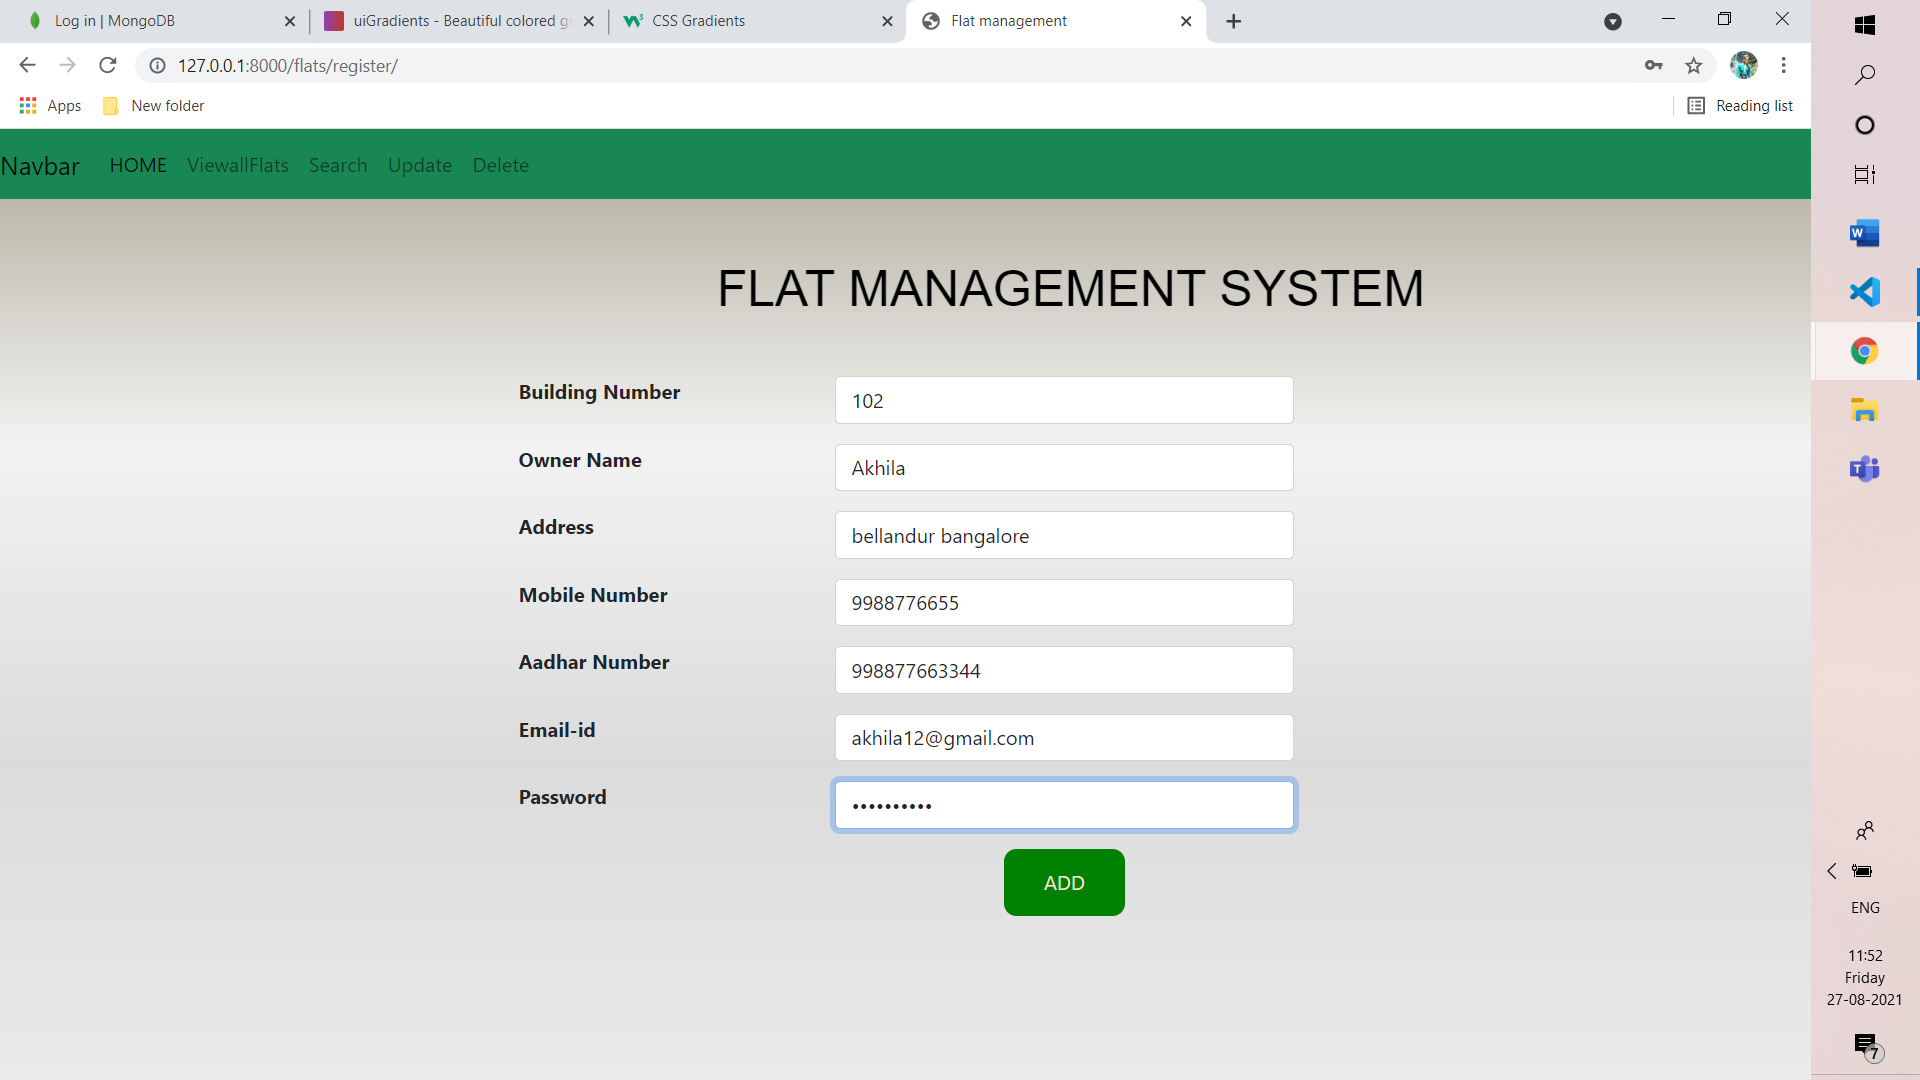 Log in | MongoDB
uiGradients - Beautiful colored g
CSS Gradients
Flat management
127.0.0.1:8000/flats/register/
Apps
New folder
Reading list
Navbar HOME ViewallFlats Search Update Delete
FLAT MANAGEMENT SYSTEM
Building Number 102
Owner Name Akhila
Address bellandur bangalore
Mobile Number 9988776655
Aadhar Number 998877663344
Email-id akhila12@gmail.com
Password ••••••••••
ADD
ENG
11:52
Friday
27-08-2021
7